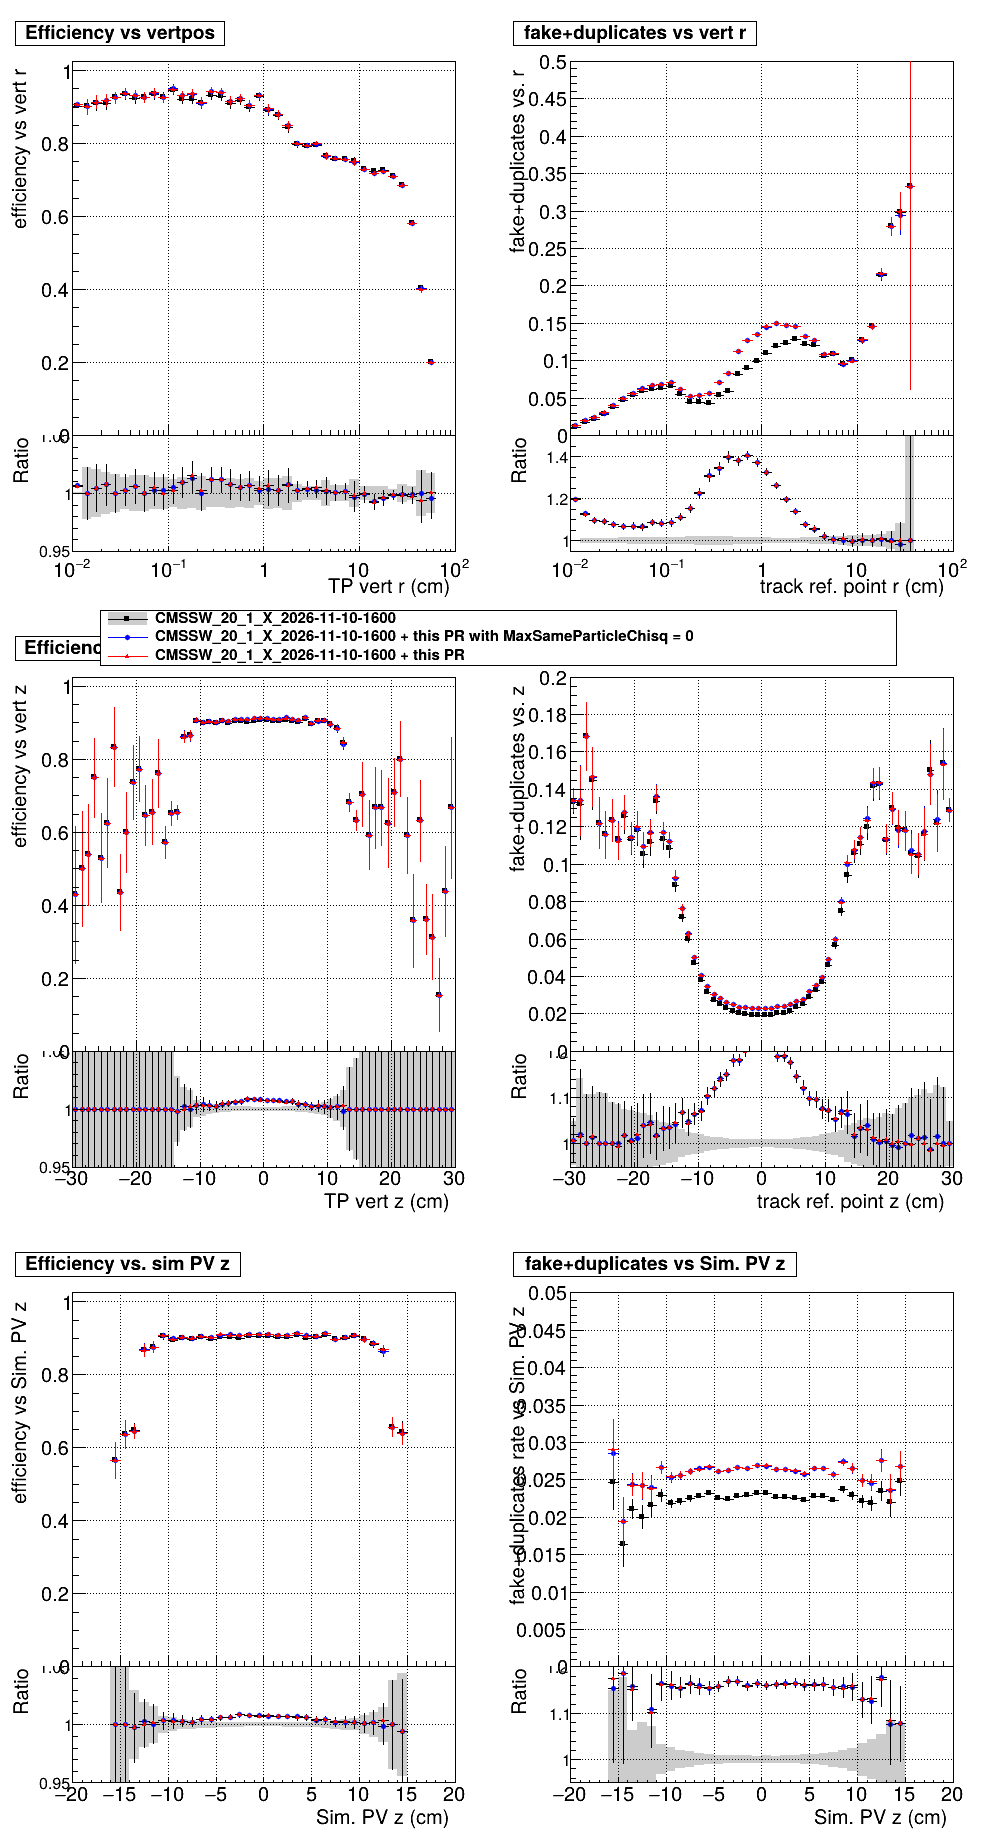 Efficiency vs vertpos
fake+duplicates vs vert r
efficiency vs vert r
1
0.8
0.6
0.4
0.2
0
Ratio
1
0.95
10⁻² 10⁻¹ 1 10 10²
TP vert r (cm)
fake+duplicates vs. r
0.5
0.45
0.4
0.35
0.3
0.25
0.2
0.15
0.1
0.05
0
Ratio
1.4
1.2
1
10⁻² 10⁻¹ 1 10 10²
track ref. point r (cm)
CMSSW_20_1_X_2026-11-10-1600
CMSSW_20_1_X_2026-11-10-1600 + this PR with MaxSameParticleChisq = 0
CMSSW_20_1_X_2026-11-10-1600 + this PR
efficiency vs vert z
1
0.8
0.6
0.4
0.2
0
Ratio
1
0.95
−30 −20 −10 0 10 20 30
TP vert z (cm)
fake+duplicates vs. z
0.2
0.18
0.16
0.14
0.12
0.1
0.08
0.06
0.04
0.02
0
Ratio
1.1
1
−30 −20 −10 0 10 20 30
track ref. point z (cm)
Efficiency vs. sim PV z
fake+duplicates vs Sim. PV z
efficiency vs Sim. PV z
1
0.8
0.6
0.4
0.2
0
Ratio
1
0.95
−20 −15 −10 −5 0 5 10 15 20
Sim. PV z (cm)
fake+duplicates rate vs Sim. PV z
0.05
0.045
0.04
0.035
0.03
0.025
0.02
0.015
0.01
0.005
0
Ratio
1.1
1
−20 −15 −10 −5 0 5 10 15 20
Sim. PV z (cm)